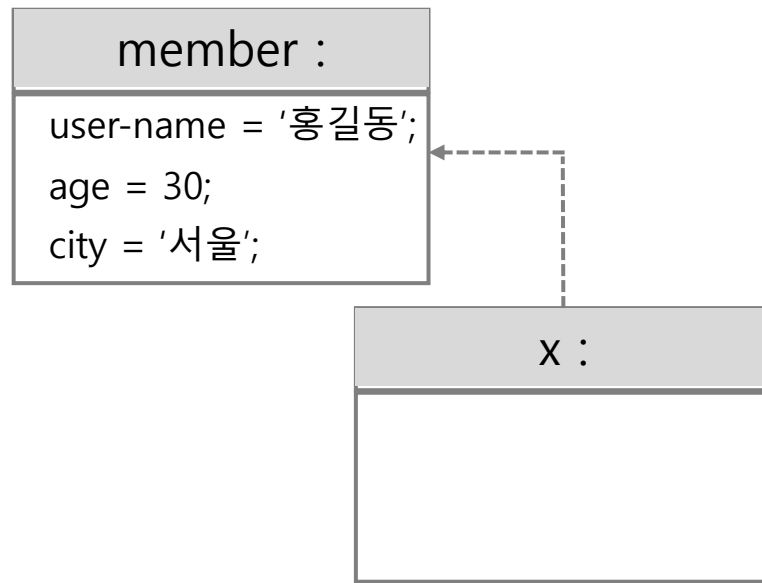 member :
user-name = ‘홍길동’;
age = 30;
city = ‘서울’;
x :